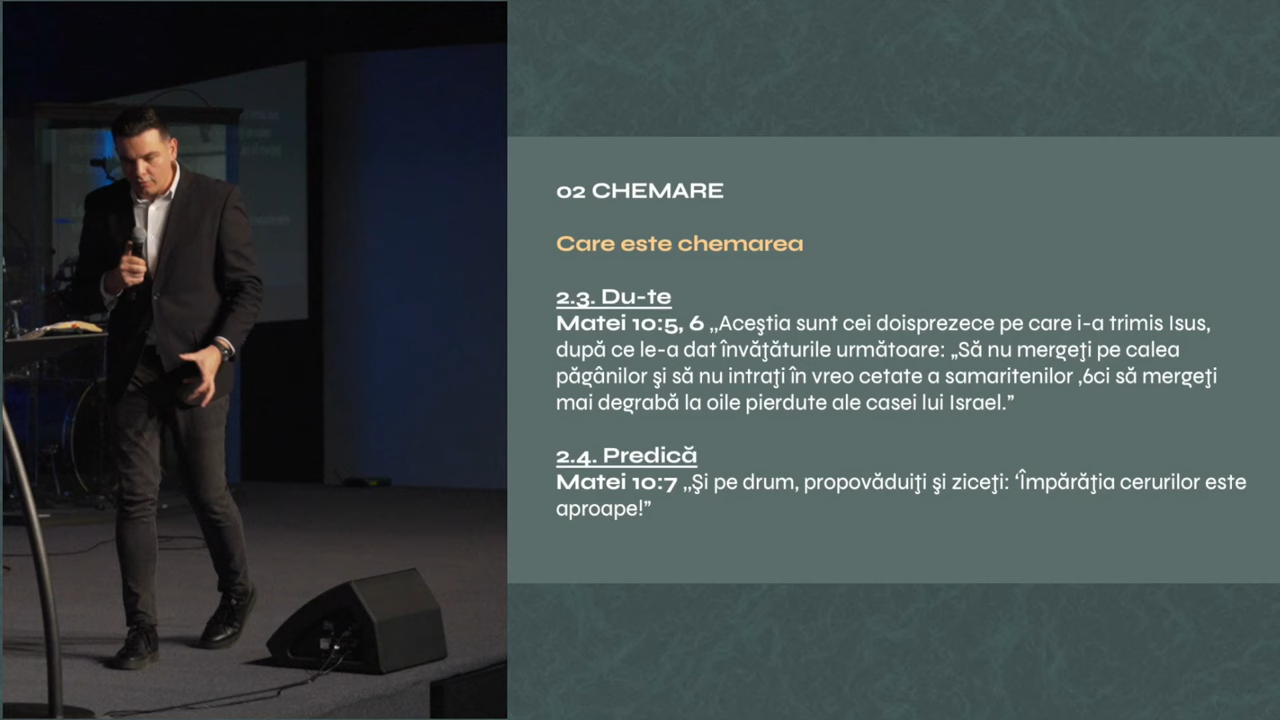 02 CHEMARE
Care este chemarea
2.3. Du-te
Matei 10:5, 6 „Aceştia sunt cei doisprezece pe care i-a trimis Isus,
după ce le-a dat învăţăturile următoare: „Să nu mergeţi pe calea
păgânilor şi să nu intraţi în vreo cetate a samaritenilor ,6ci să mergeţi
mai degrabă la oile pierdute ale casei lui Israel.”
2.4. Predică
Matei 10:7 „Şi pe drum, propovăduiţi şi ziceţi: ‘Împărăţia cerurilor este
aproape!”